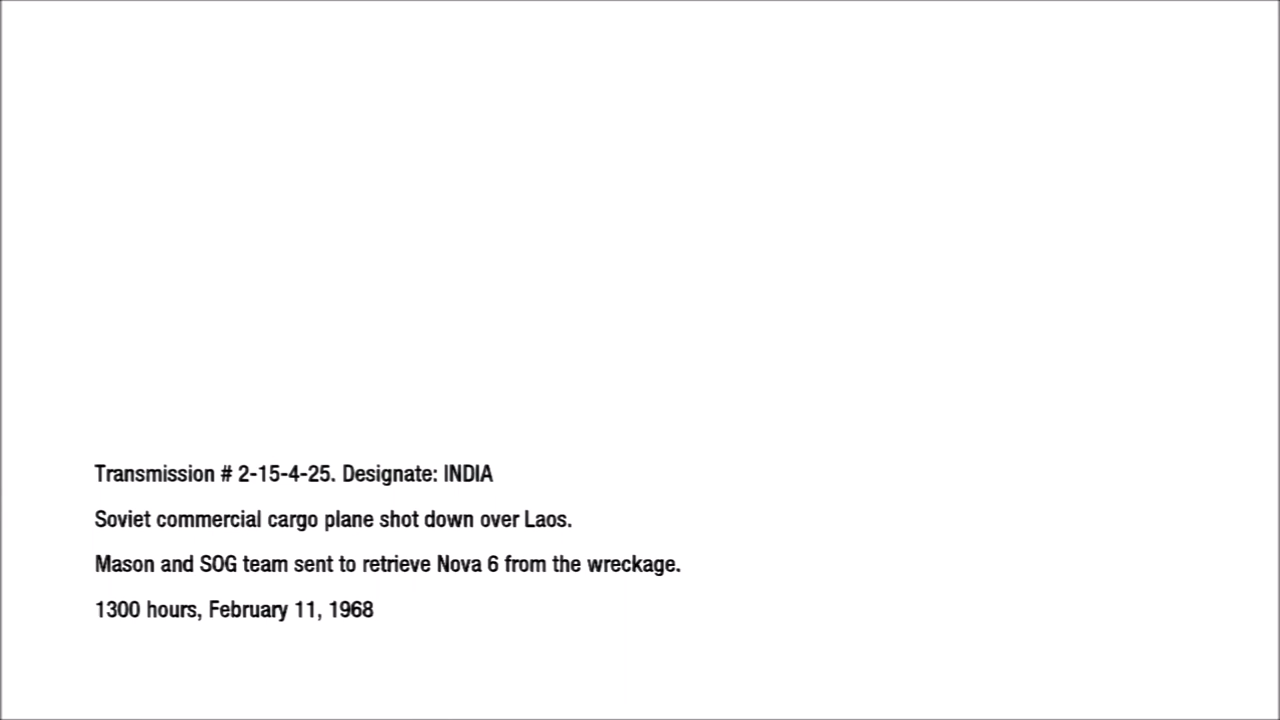 Transmission # 2-15-4-25. Designate: INDIA
Soviet commercial cargo plane shot down over Laos.
Mason and SOG team sent to retrieve Nova 6 from the wreckage.
1300 hours, February 11, 1968